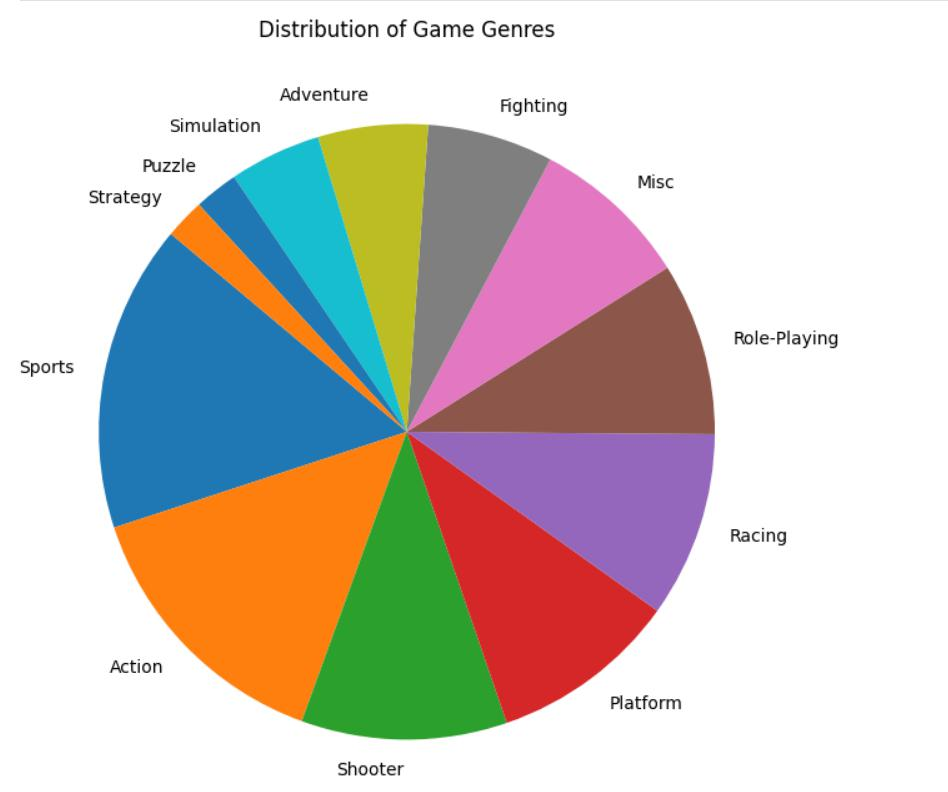 Distribution of Game Genres
Adventure
Fighting
Simulation
Puzzle
Misc
Strategy
Role-Playing
Sports
Racing
Action
Platform
Shooter